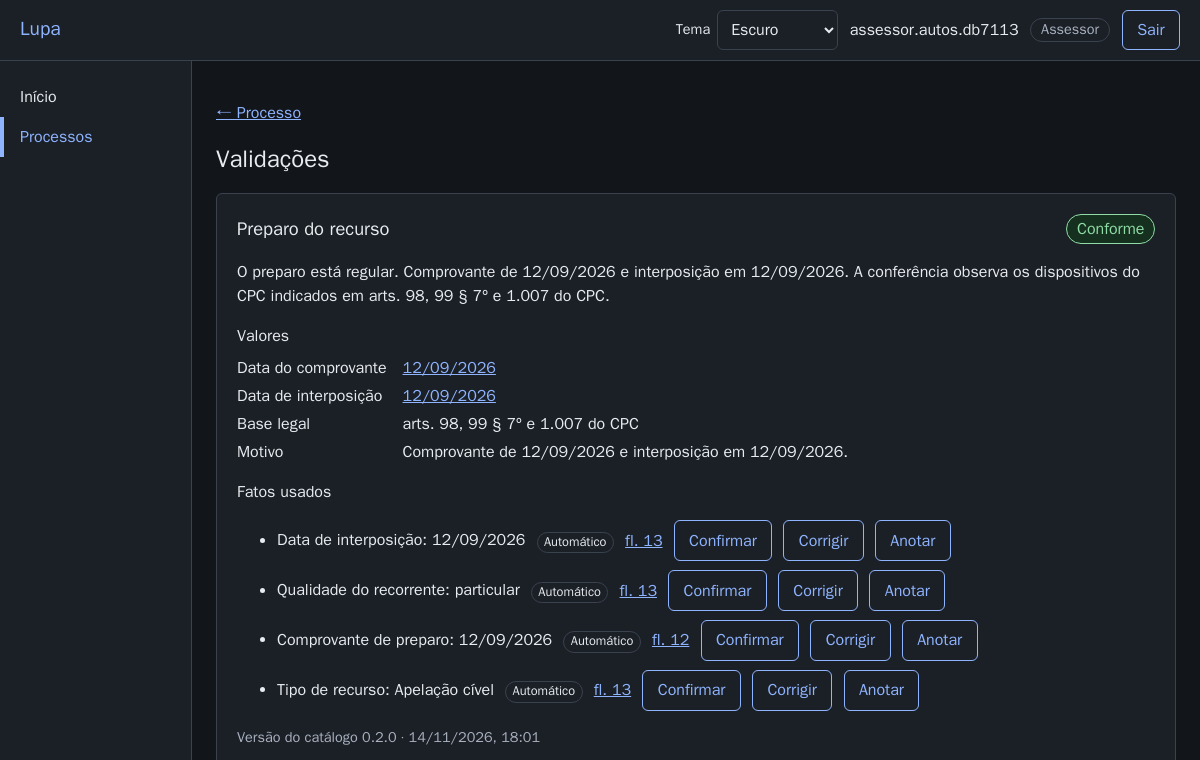 Lupa
Tema
Escuro
assessor.autos.db7113
Assessor
Sair
Início
Processos
← Processo
Validações
Preparo do recurso
Conforme
O preparo está regular. Comprovante de 12/09/2026 e interposição em 12/09/2026. A conferência observa os dispositivos do
CPC indicados em arts. 98, 99 § 7º e 1.007 do CPC.
Valores
Data do comprovante 12/09/2026
Data de interposição 12/09/2026
Base legal arts. 98, 99 § 7º e 1.007 do CPC
Motivo Comprovante de 12/09/2026 e interposição em 12/09/2026.
Fatos usados
• Data de interposição: 12/09/2026 Automático fl. 13 Confirmar Corrigir Anotar
• Qualidade do recorrente: particular Automático fl. 13 Confirmar Corrigir Anotar
• Comprovante de preparo: 12/09/2026 Automático fl. 12 Confirmar Corrigir Anotar
• Tipo de recurso: Apelação cível Automático fl. 13 Confirmar Corrigir Anotar
Versão do catálogo 0.2.0 · 14/11/2026, 18:01